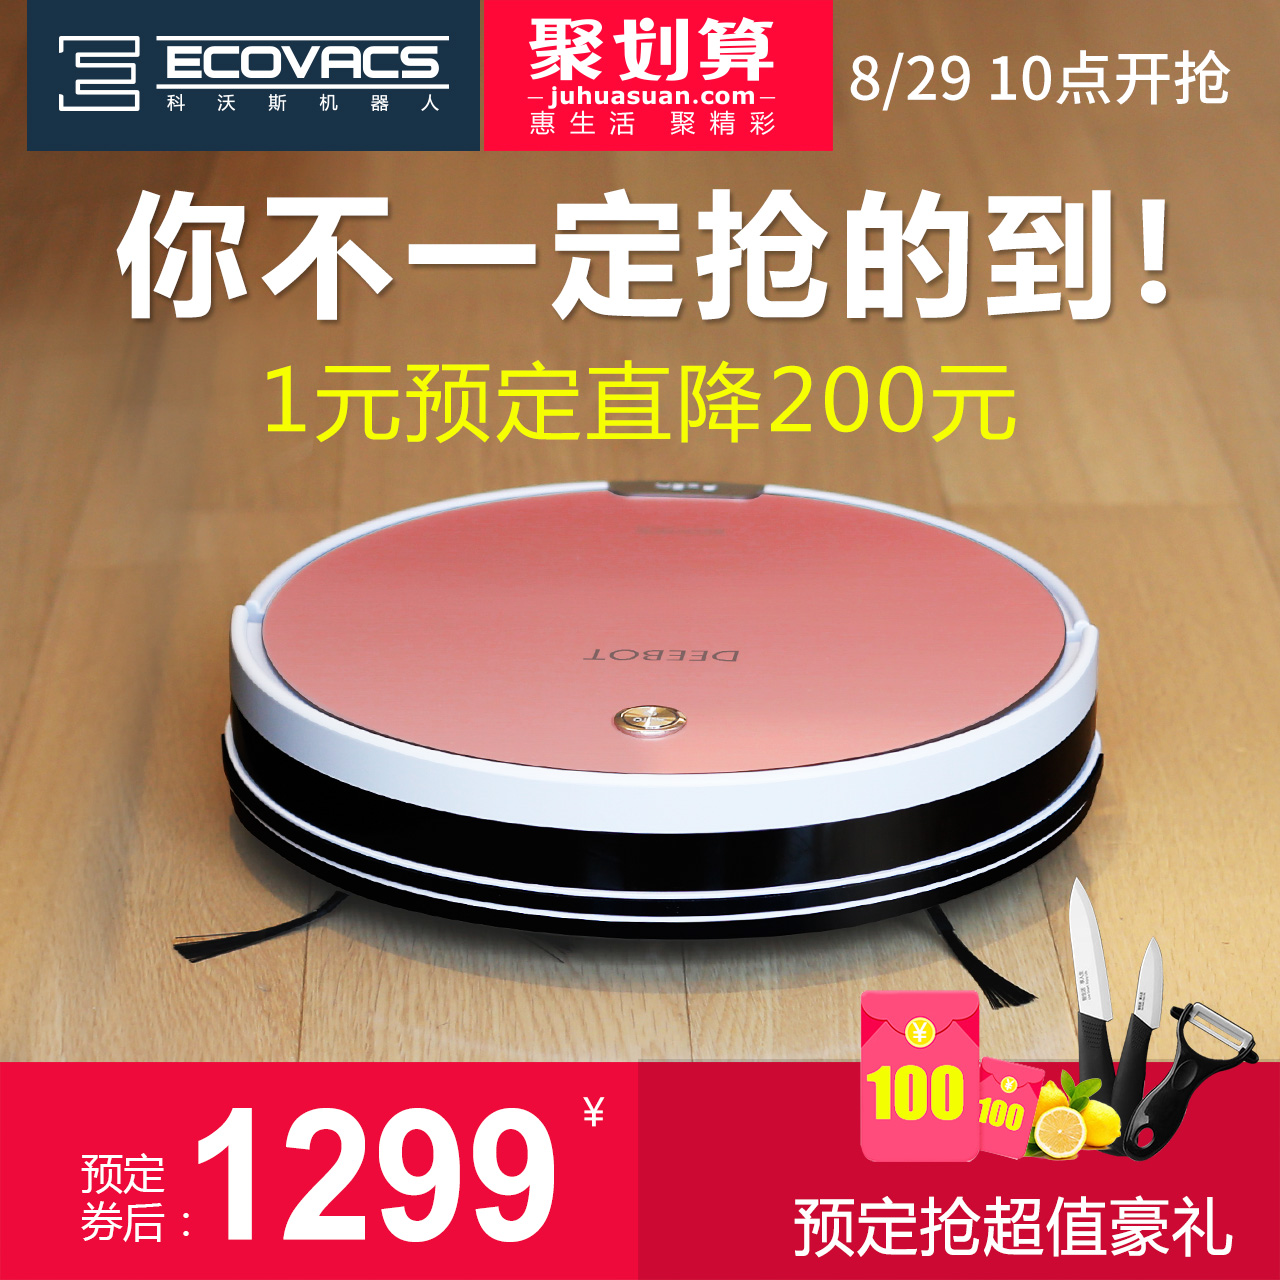 ECOVACS
科沃斯机器人
聚划算
juhuasuan.com
惠生活 聚精彩
8/29 10点开抢
你不一定抢的到!
1元预定直降200元
DEEBOT
¥
100
¥
100
预定
券后:
1299
¥
预定抢超值豪礼